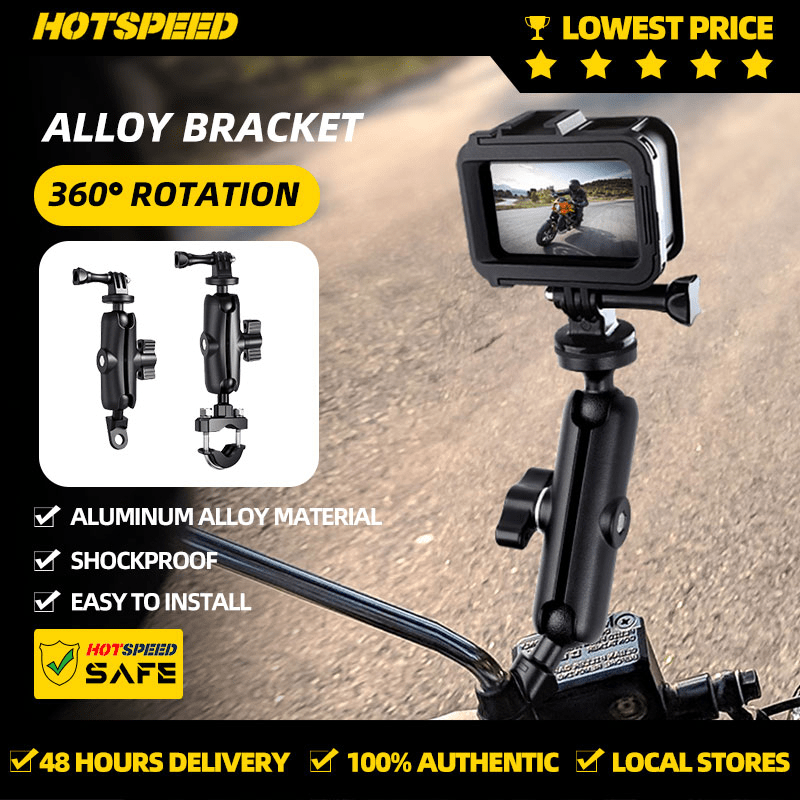 HOTSPEED
LOWEST PRICE
ALLOY BRACKET
360° ROTATION
ALUMINUM ALLOY MATERIAL
SHOCKPROOF
EASY TO INSTALL
HOTSPEED
SAFE
48 HOURS DELIVERY
100% AUTHENTIC
LOCAL STORES